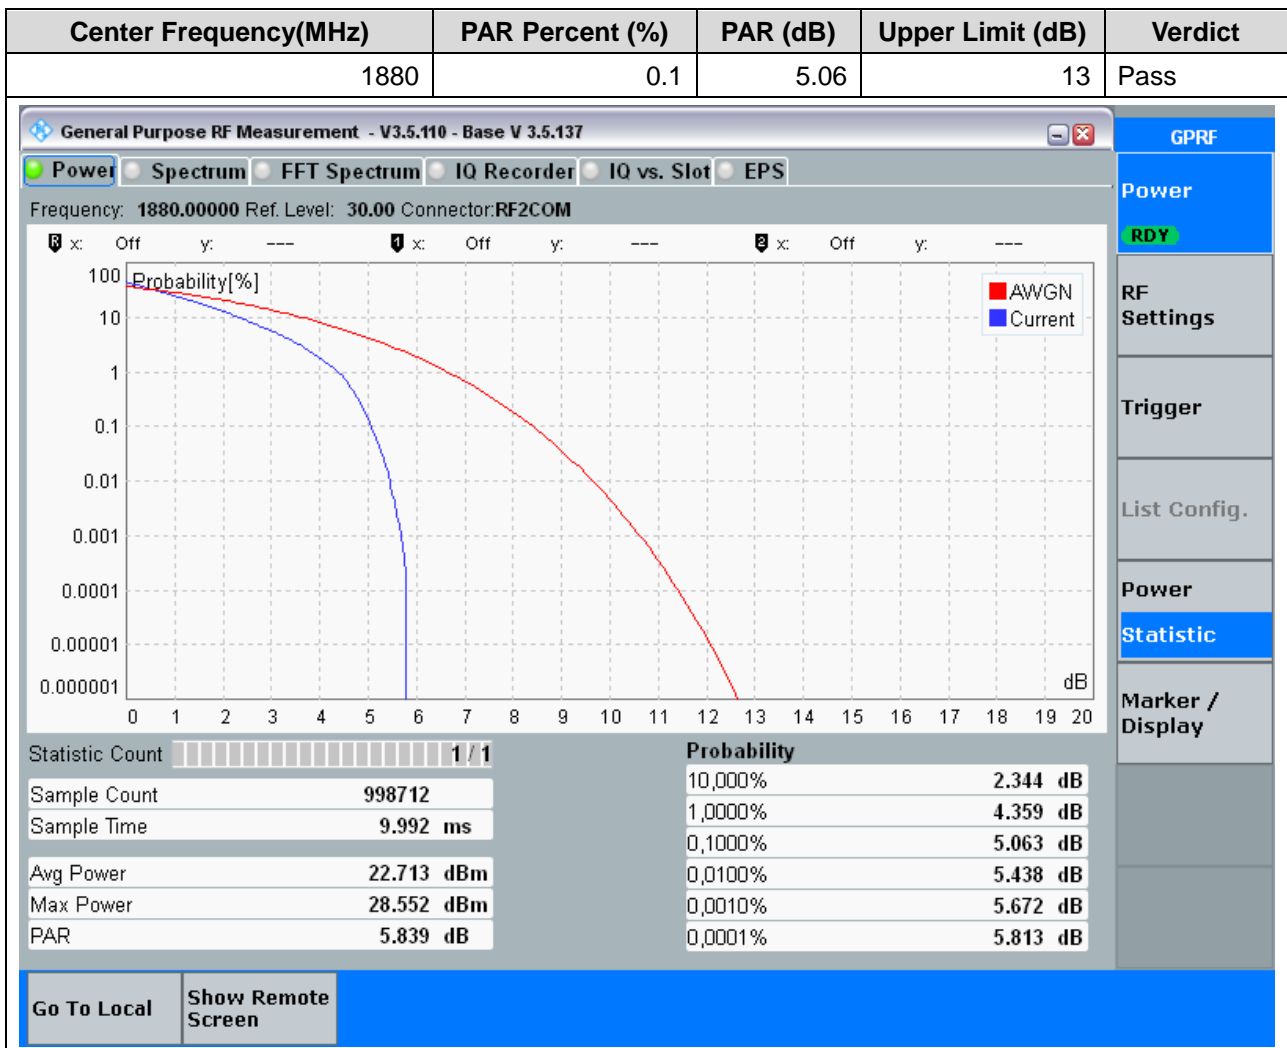 Center Frequency(MHz) PAR Percent (%) PAR (dB) Upper Limit (dB) Verdict
1880 0.1 5.06 13 Pass
General Purpose RF Measurement - V3.5.110 - Base V 3.5.137
GPRF
Power Spectrum FFT Spectrum IQ Recorder IQ vs. Slot EPS
Power
RDY
Frequency: 1880.00000 Ref. Level: 30.00 Connector:RF2COM
R x: Off y: --- 1 x: Off y: --- 2 x: Off y: ---
Probability[%]
AWGN
Current
100
10
1
0.1
0.01
0.001
0.0001
0.00001
0.000001
dB
0 1 2 3 4 5 6 7 8 9 10 11 12 13 14 15 16 17 18 19 20
RF
Settings
Trigger
List Config.
Power
Statistic
Marker /
Display
Statistic Count 1 / 1
Sample Count 998712
Sample Time 9.992 ms
Avg Power 22.713 dBm
Max Power 28.552 dBm
PAR 5.839 dB
Probability
10,000% 2.344 dB
1,0000% 4.359 dB
0,1000% 5.063 dB
0,0100% 5.438 dB
0,0010% 5.672 dB
0,0001% 5.813 dB
Go To Local
Show Remote
Screen